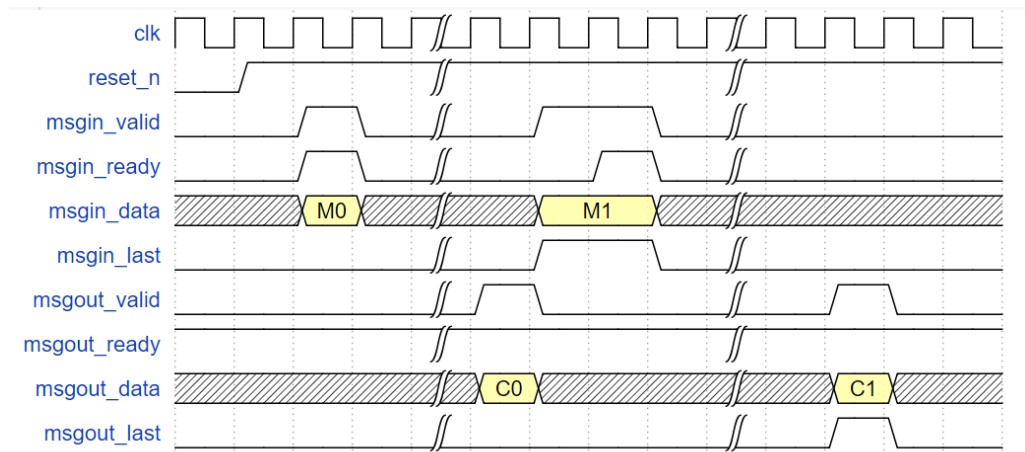 clk
reset_n
msgin_valid
msgin_ready
msgin_data M0 M1
msgin_last
msgout_valid
msgout_ready
msgout_data C0 C1
msgout_last